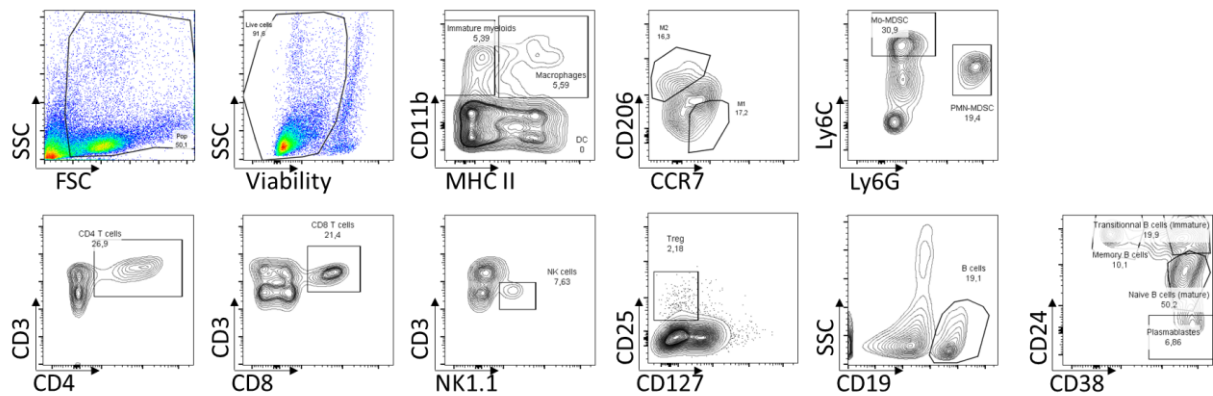 SSC
Pop
50,1
FSC
SSC
Live cells
91,6
Viability
CD11b
Immature myeloids
5,39
Macrophages
5,59
DC
0
MHC II
CD206
M2
16,3
M1
17,2
CCR7
Ly6C
Mo-MDSC
30,9
PMN-MDSC
19,4
Ly6G
CD3
CD4 T cells
26,9
CD4
CD3
CD8 T cells
21,4
CD8
CD3
NK cells
7,63
NK1.1
CD25
Treg
2,18
CD127
SSC
B cells
19,1
CD19
CD24
Transitionnal B cells (immature)
19,9
Memory B cells
10,1
Naive B cells (mature)
50,2
Plasmablastes
6,86
CD38